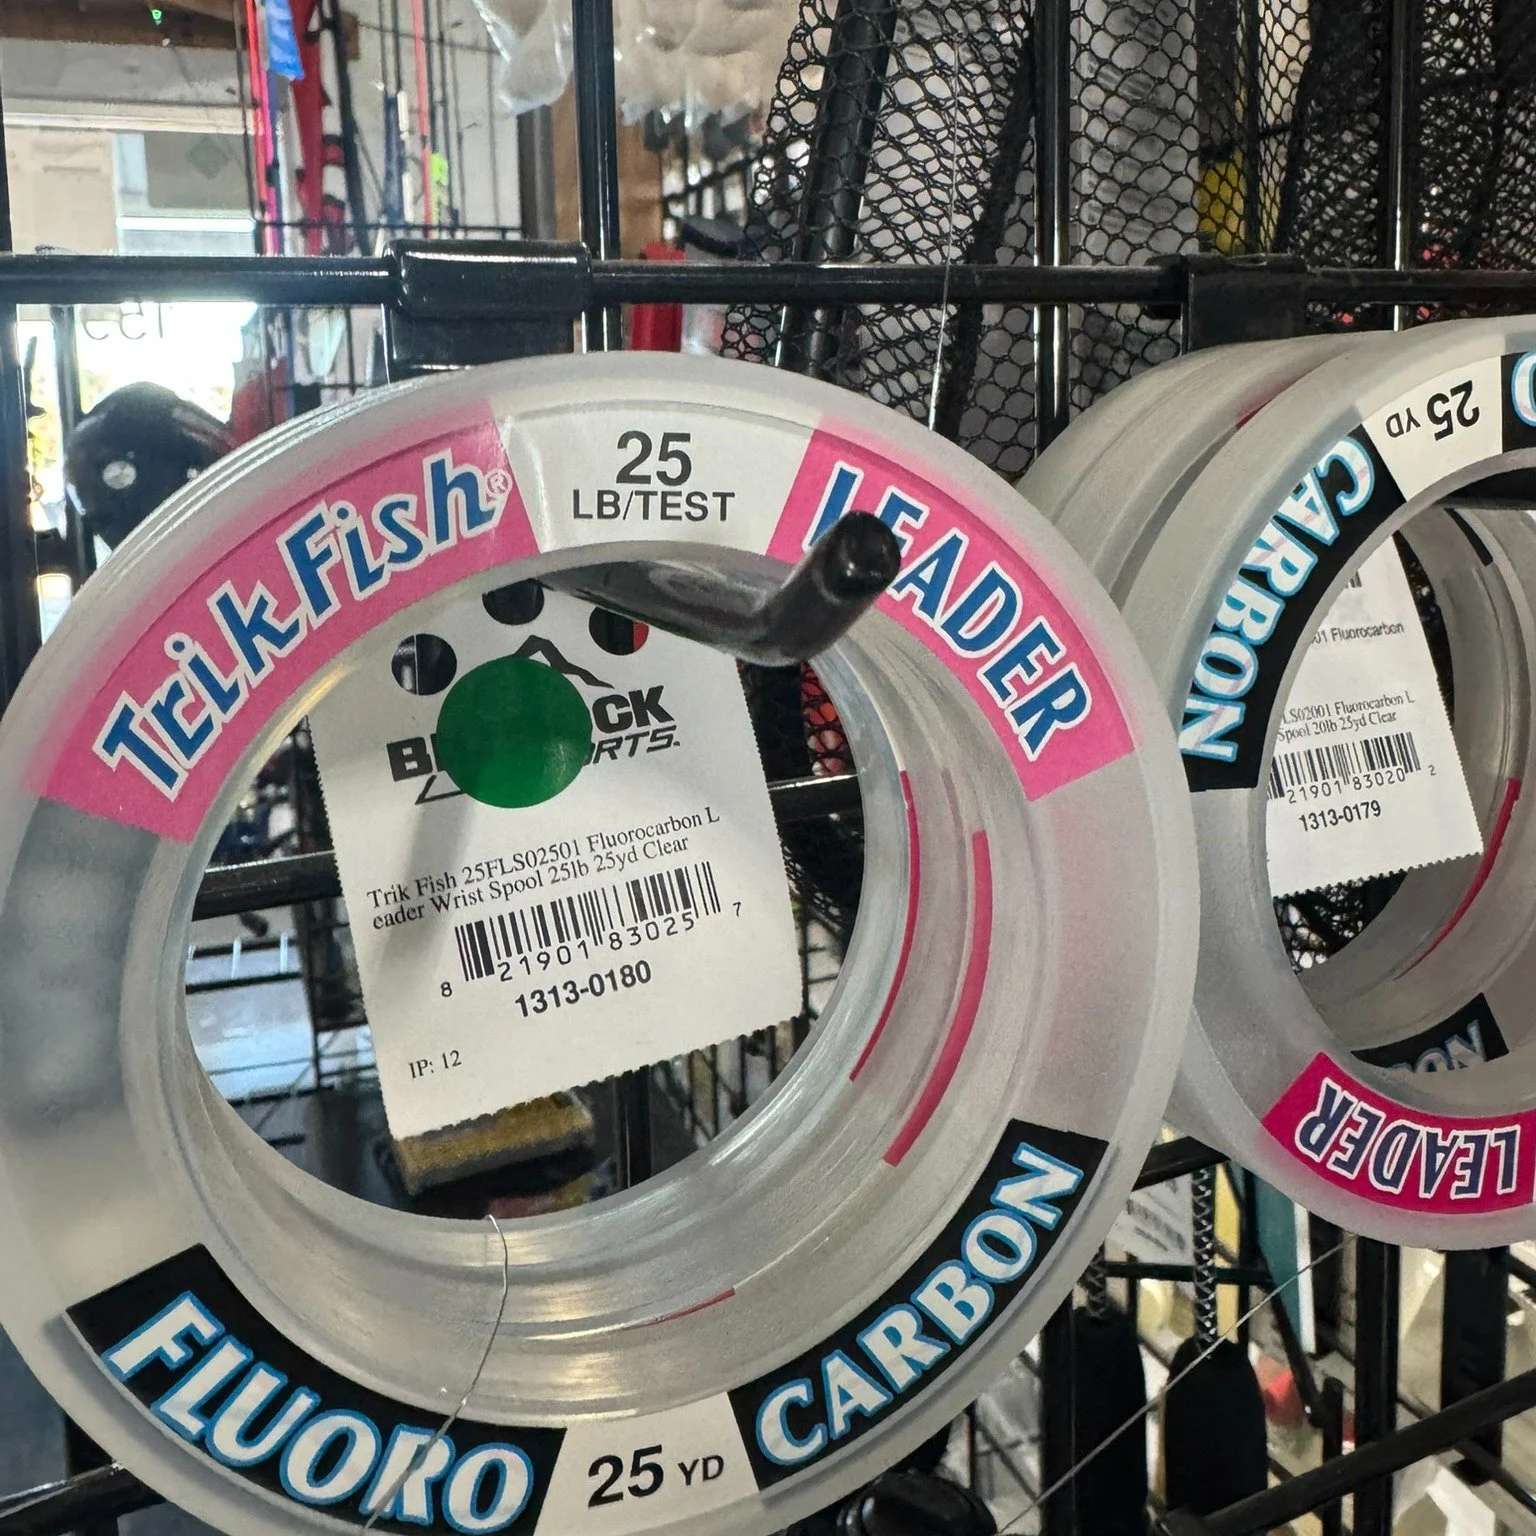 TrikFish®
25
LB/TEST
LEADER
CK
RTS.
Trik Fish 25FLS02501 Fluorocarbon L
eader Wrist Spool 25lb 25yd Clear
8 21901 83025 7
1313-0180
IP: 12
FLUORO
25 YD
CARBON
25 YD
CARBON
01 Fluorocarbon
LS02001 Fluorocarbon L
Spool 20lb 25yd Clear
21901 83020 2
1313-0179
LEADER